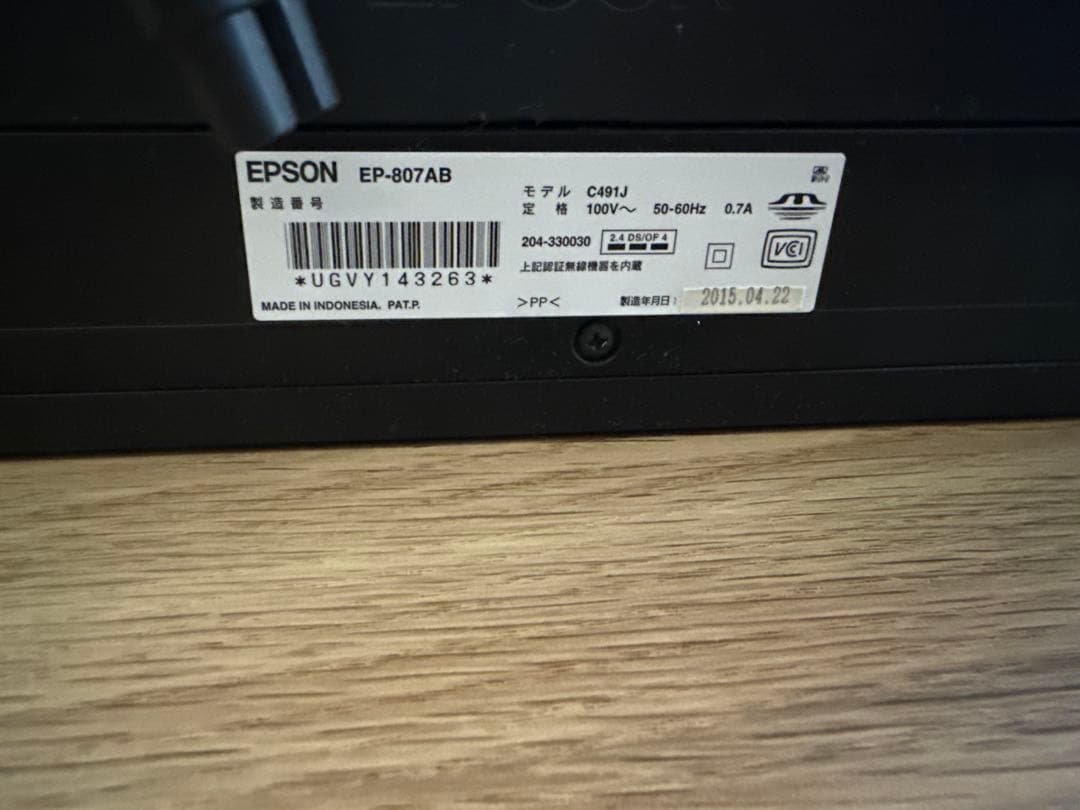 EPSON EP-807AB
製造番号
*UGVY143263*
MADE IN INDONESIA. PAT.P.
モデル C491J
定格 100V～ 50-60Hz 0.7A
204-330030 2.4 DS/OF 4
上記認証無線機器を内蔵
>PP<
製造年月日: 2015.04.22
VCI